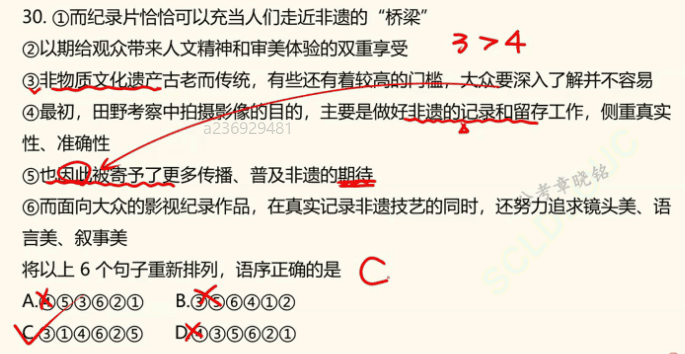 30. ①而纪录片恰恰可以充当人们走近非遗的“桥梁”
②以期给观众带来人文精神和审美体验的双重享受
3 > 4
③非物质文化遗产古老而传统，有些还有着较高的门槛，大众要深入了解并不容易
④最初，田野考察中拍摄影像的目的，主要是做好非遗的记录和留存工作，侧重真实
a236929481
性、准确性
⑤也因此被寄予了更多传播、普及非遗的期待
公考章晓铭
⑥而面向大众的影视纪录作品，在真实记录非遗技艺的同时，还努力追求镜头美、语
言美、叙事美
将以上 6 个句子重新排列，语序正确的是 C
A.④⑤③⑥②① B.③⑤⑥④①②
C.③①④⑥②⑤ D.④③⑤⑥②①